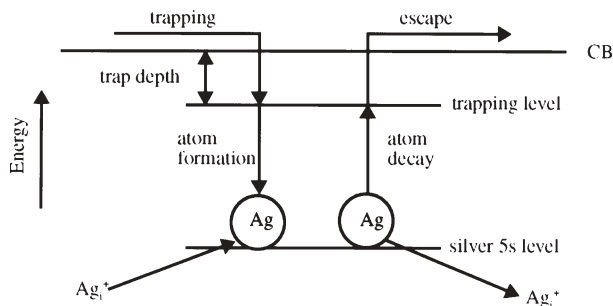 trapping
escape
CB
trap depth
trapping level
Energy
atom
formation
atom
decay
Ag
Ag
silver 5s level
Agᵢ⁺
Agᵢ⁺